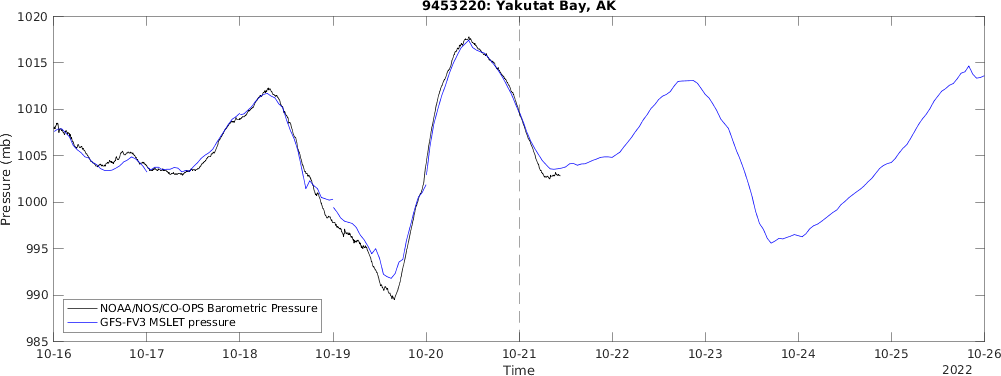 9453220: Yakutat Bay, AK
Pressure (mb)
1020
1015
1010
1005
1000
995
990
985
NOAA/NOS/CO-OPS Barometric Pressure
GFS-FV3 MSLET pressure
10-16 10-17 10-18 10-19 10-20 10-21 10-22 10-23 10-24 10-25 10-26
Time
2022